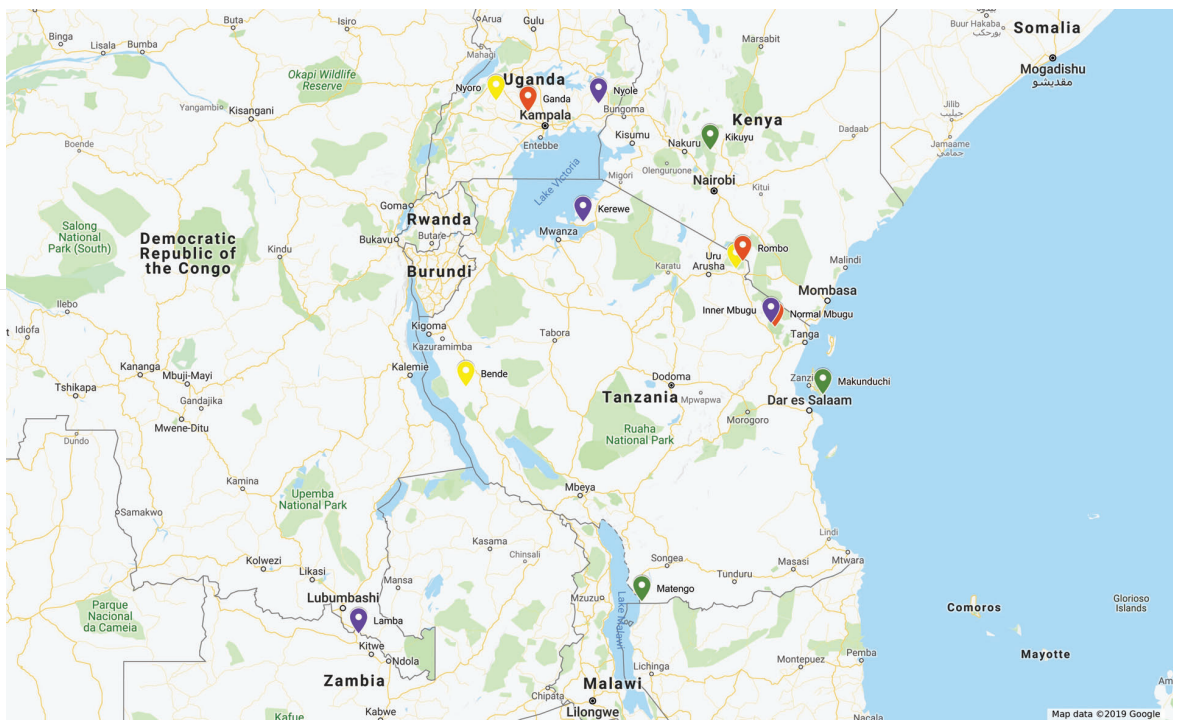 Binga
Lisala
Bumba
Buta
Isiro
Arua
Gulu
Mahagi
Marsabit
Buur Hakaba
بورحكب
Somalia
Mogadishu
مقديشو
Okapi Wildlife
Reserve
Nyoro
Uganda
Ganda
Nyole
Kampala
Bungoma
Entebbe
Yangambi
Kisangani
Kisumu
Kenya
Kikuyu
Nakuru
Dadaab
Jilib
جيليب
Jamaame
Boende
Lake Victoria
Migori
Olenguruone
Nairobi
Kitui
Goma
Rwanda
Butare
Bukavu
Kerewe
Mwanza
Salong
National
Park (South)
Democratic
Republic of
the Congo
Kindu
Burundi
Rombo
Uru
Arusha
Karatu
Malindi
Mombasa
Ilebo
Idiofa
Inner Mbugu
Normal Mbugu
Tanga
Kigoma
Kazuramimba
Tabora
Kananga
Mbuji-Mayi
Kalemie
Bende
Dodoma
Mpwapwa
Zanzi
Makunduchi
Tshikapa
Gandajika
Mwene-Ditu
Tanzania
Dar es Salaam
Morogoro
Ruaha
National Park
Dundo
Kamina
Upemba
National Park
Mbeya
Samakwo
Kasama
Chinsali
Lindi
Mtwara
Kolwezi
Likasi
Mansa
Songea
Tunduru
Masasi
Lubumbashi
Lamba
Mzuzu
Lake Malawi
Matengo
Parque
Nacional
da Cameia
Comoros
Glorioso
Islands
Kitwe
Ndola
Lichinga
Montepuez
Pemba
Mayotte
Zambia
Malawi
Chipata
Lilongwe
Kafue
Kabwe
Nacala
Am
Map data ©2019 Google